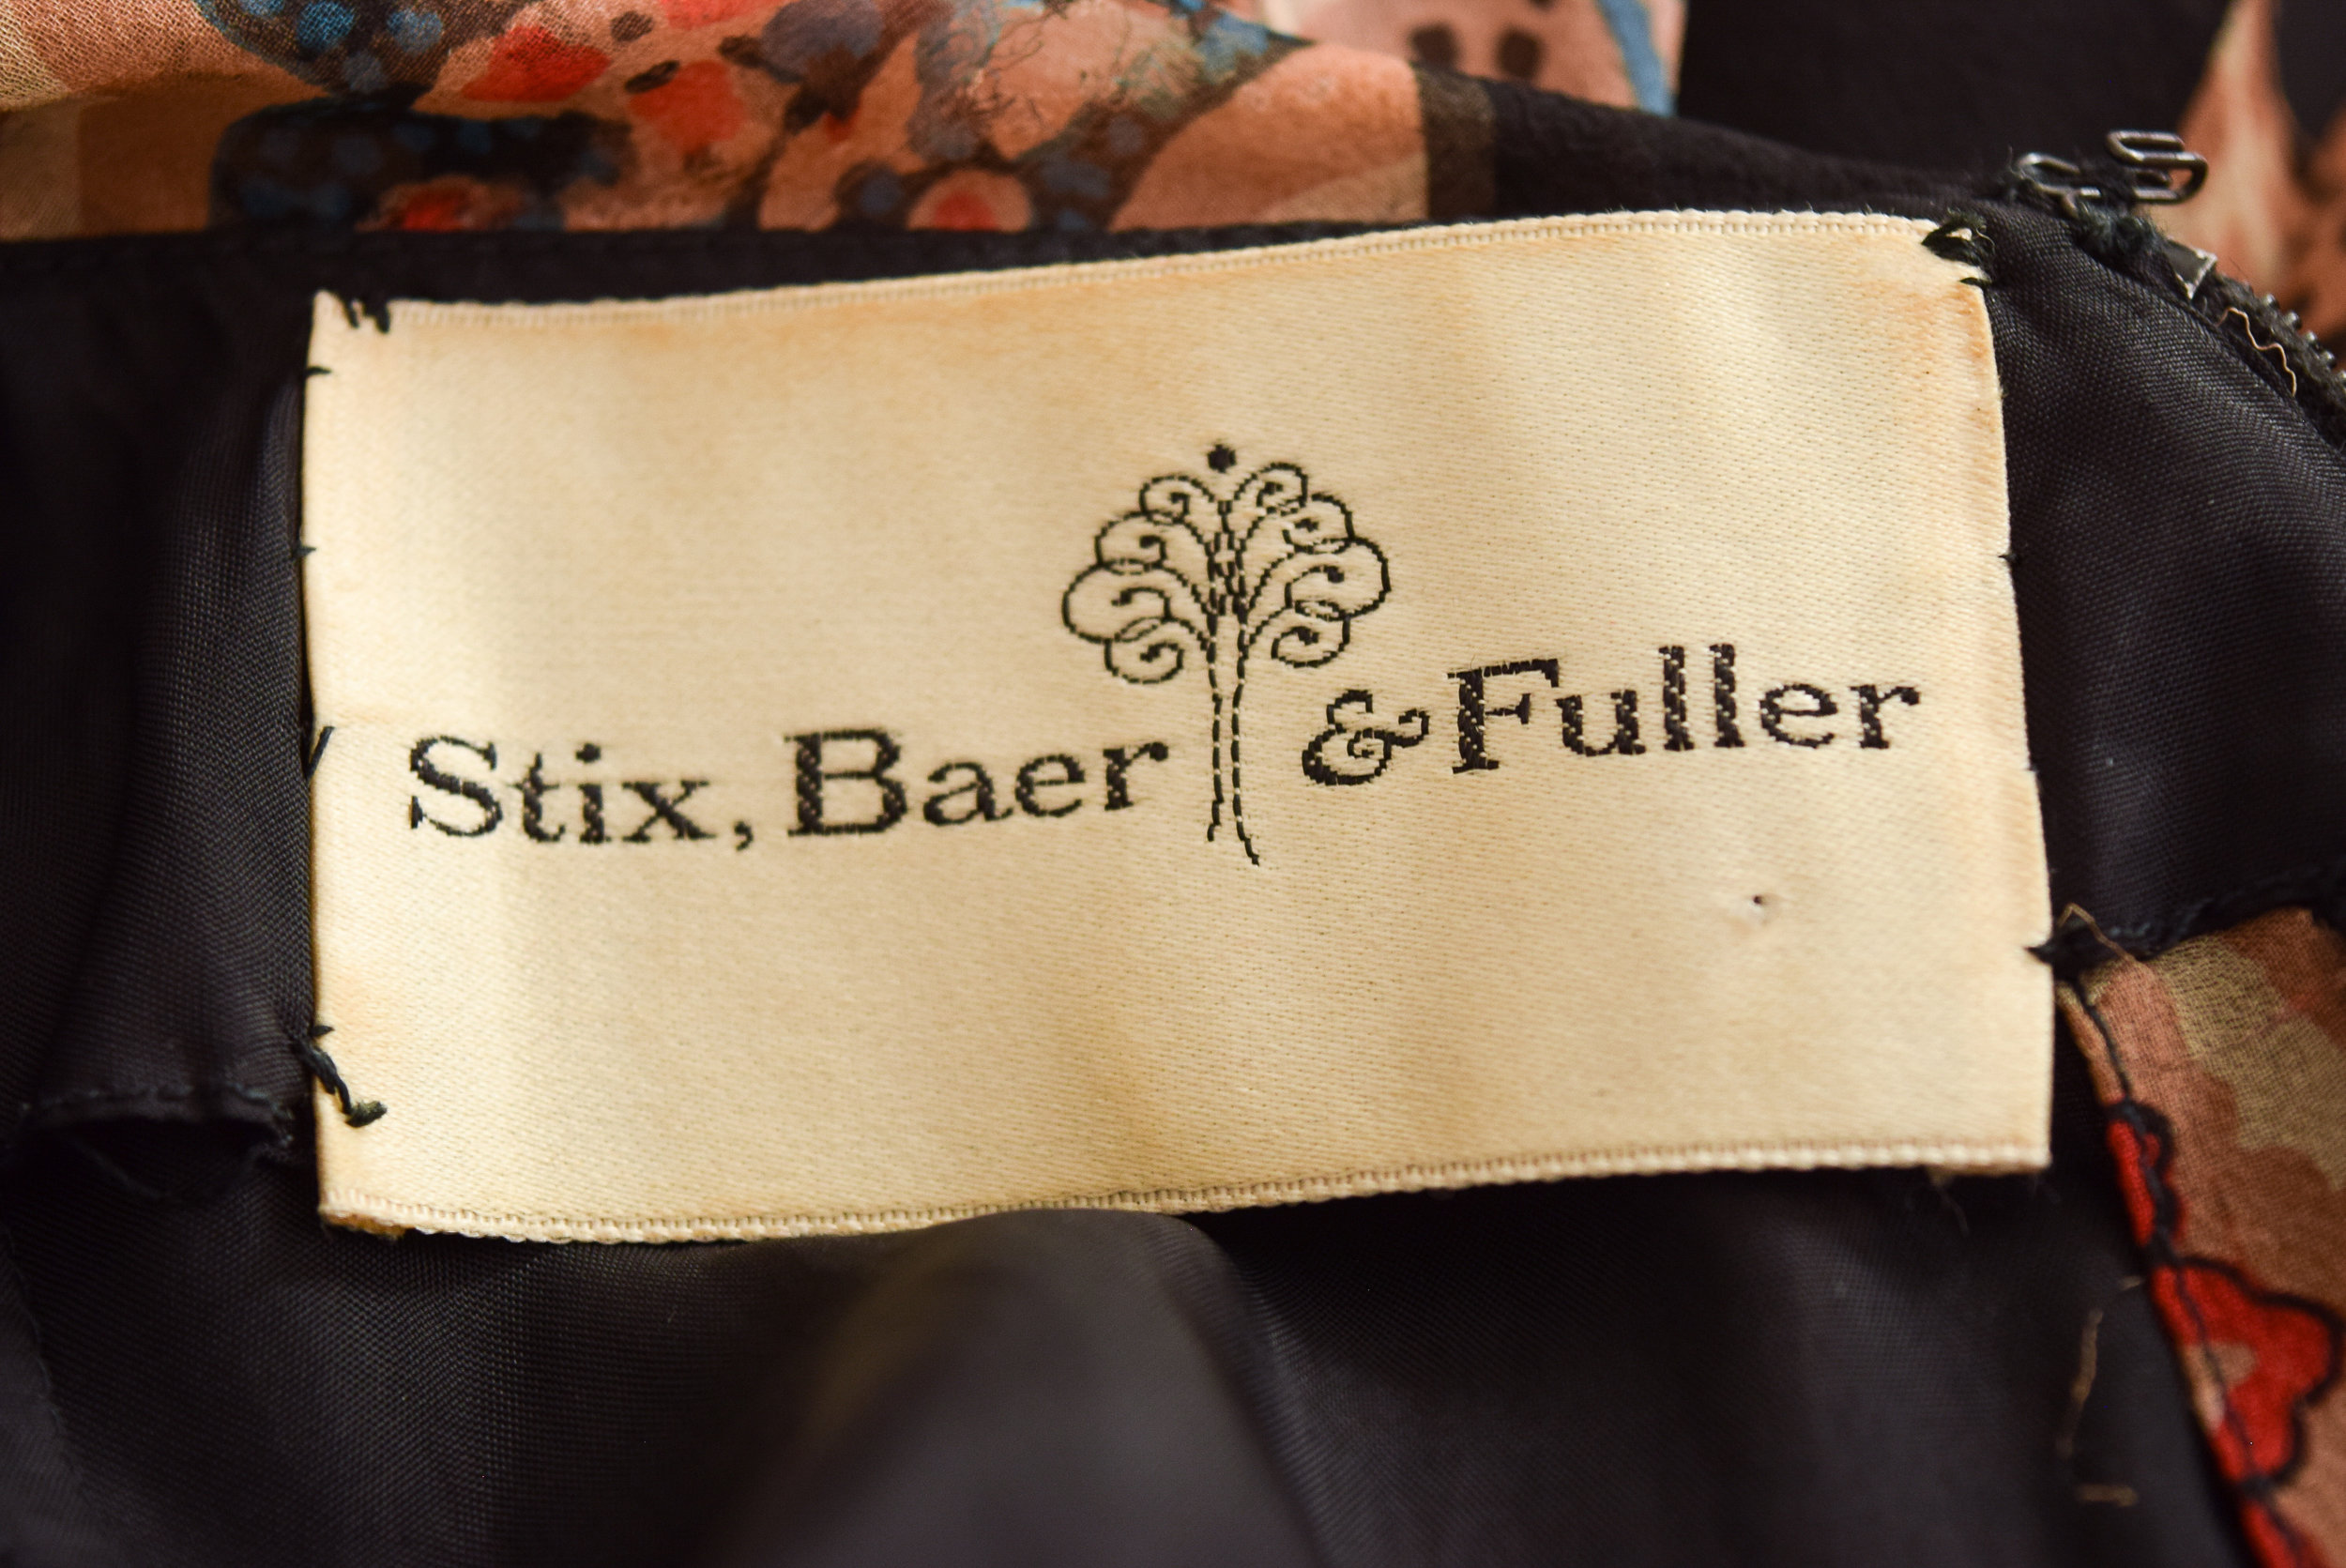 Stix, Baer & Fuller